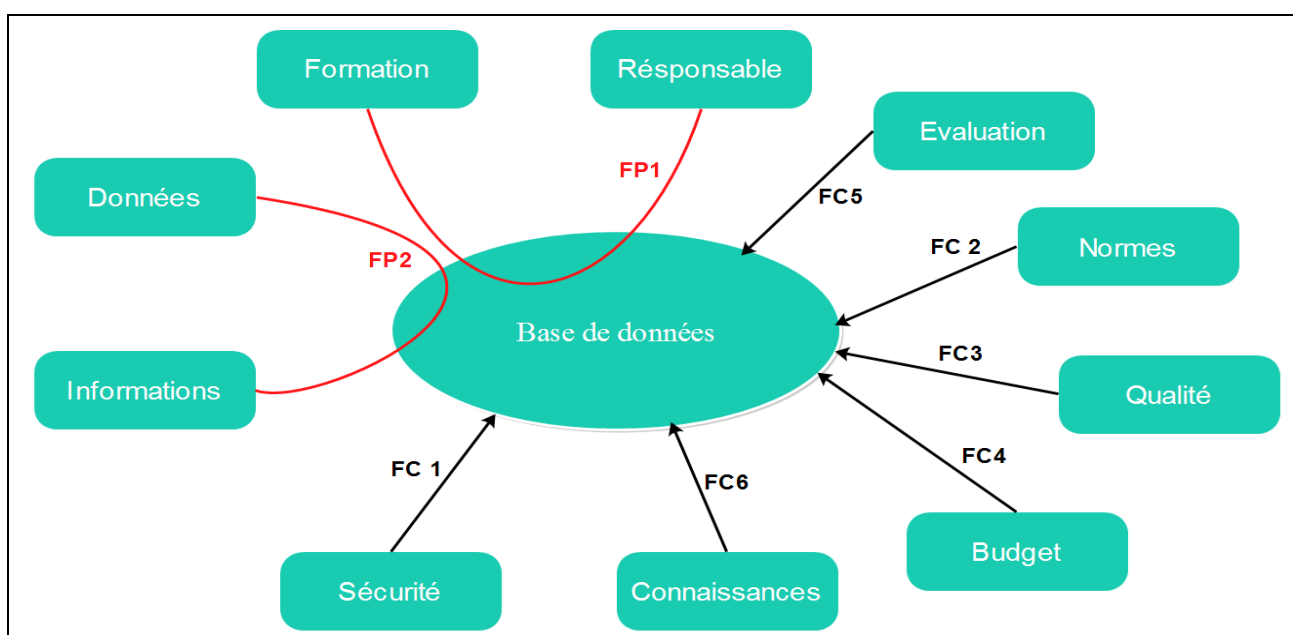 Formation
Résponsable
Evaluation
FP1
Données
FC5
FP2
FC 2
Normes
Base de données
FC3
Informations
Qualité
FC4
FC 1
FC6
Budget
Sécurité
Connaissances